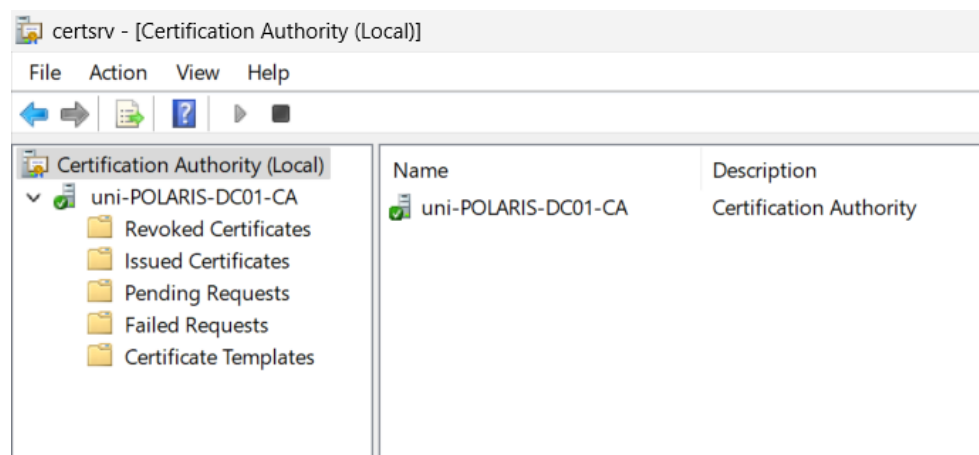 certsrv - [Certification Authority (Local)]
File Action View Help
Certification Authority (Local)
uni-POLARIS-DC01-CA
Revoked Certificates
Issued Certificates
Pending Requests
Failed Requests
Certificate Templates
Name Description
uni-POLARIS-DC01-CA Certification Authority